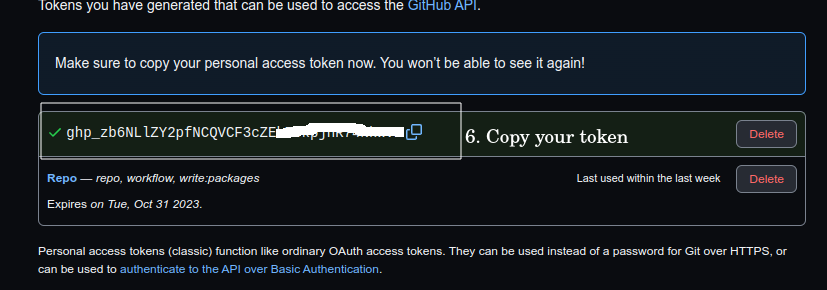 Tokens you have generated that can be used to access the GitHub API.
Make sure to copy your personal access token now. You won't be able to see it again!
ghp_zb6NLlZY2pfNCQVCF3cZE 6. Copy your token Delete
Repo — repo, workflow, write:packages Last used within the last week Delete
Expires on Tue, Oct 31 2023.
Personal access tokens (classic) function like ordinary OAuth access tokens. They can be used instead of a password for Git over HTTPS, or
can be used to authenticate to the API over Basic Authentication.